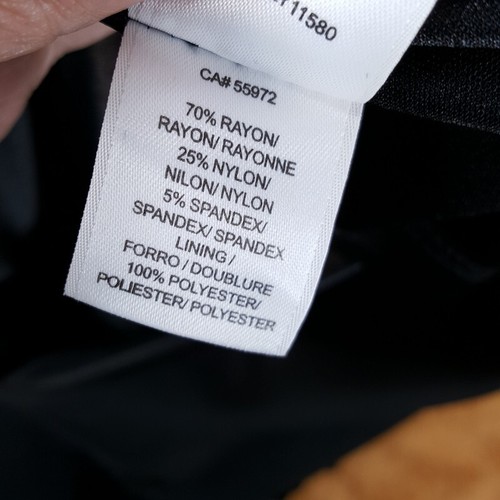 11580
CA# 55972
70% RAYON/
RAYON/ RAYONNE
25% NYLON/
NILON/ NYLON
5% SPANDEX/
SPANDEX/ SPANDEX
LINING /
FORRO / DOUBLURE
100% POLYESTER/
POLIESTER/ POLYESTER